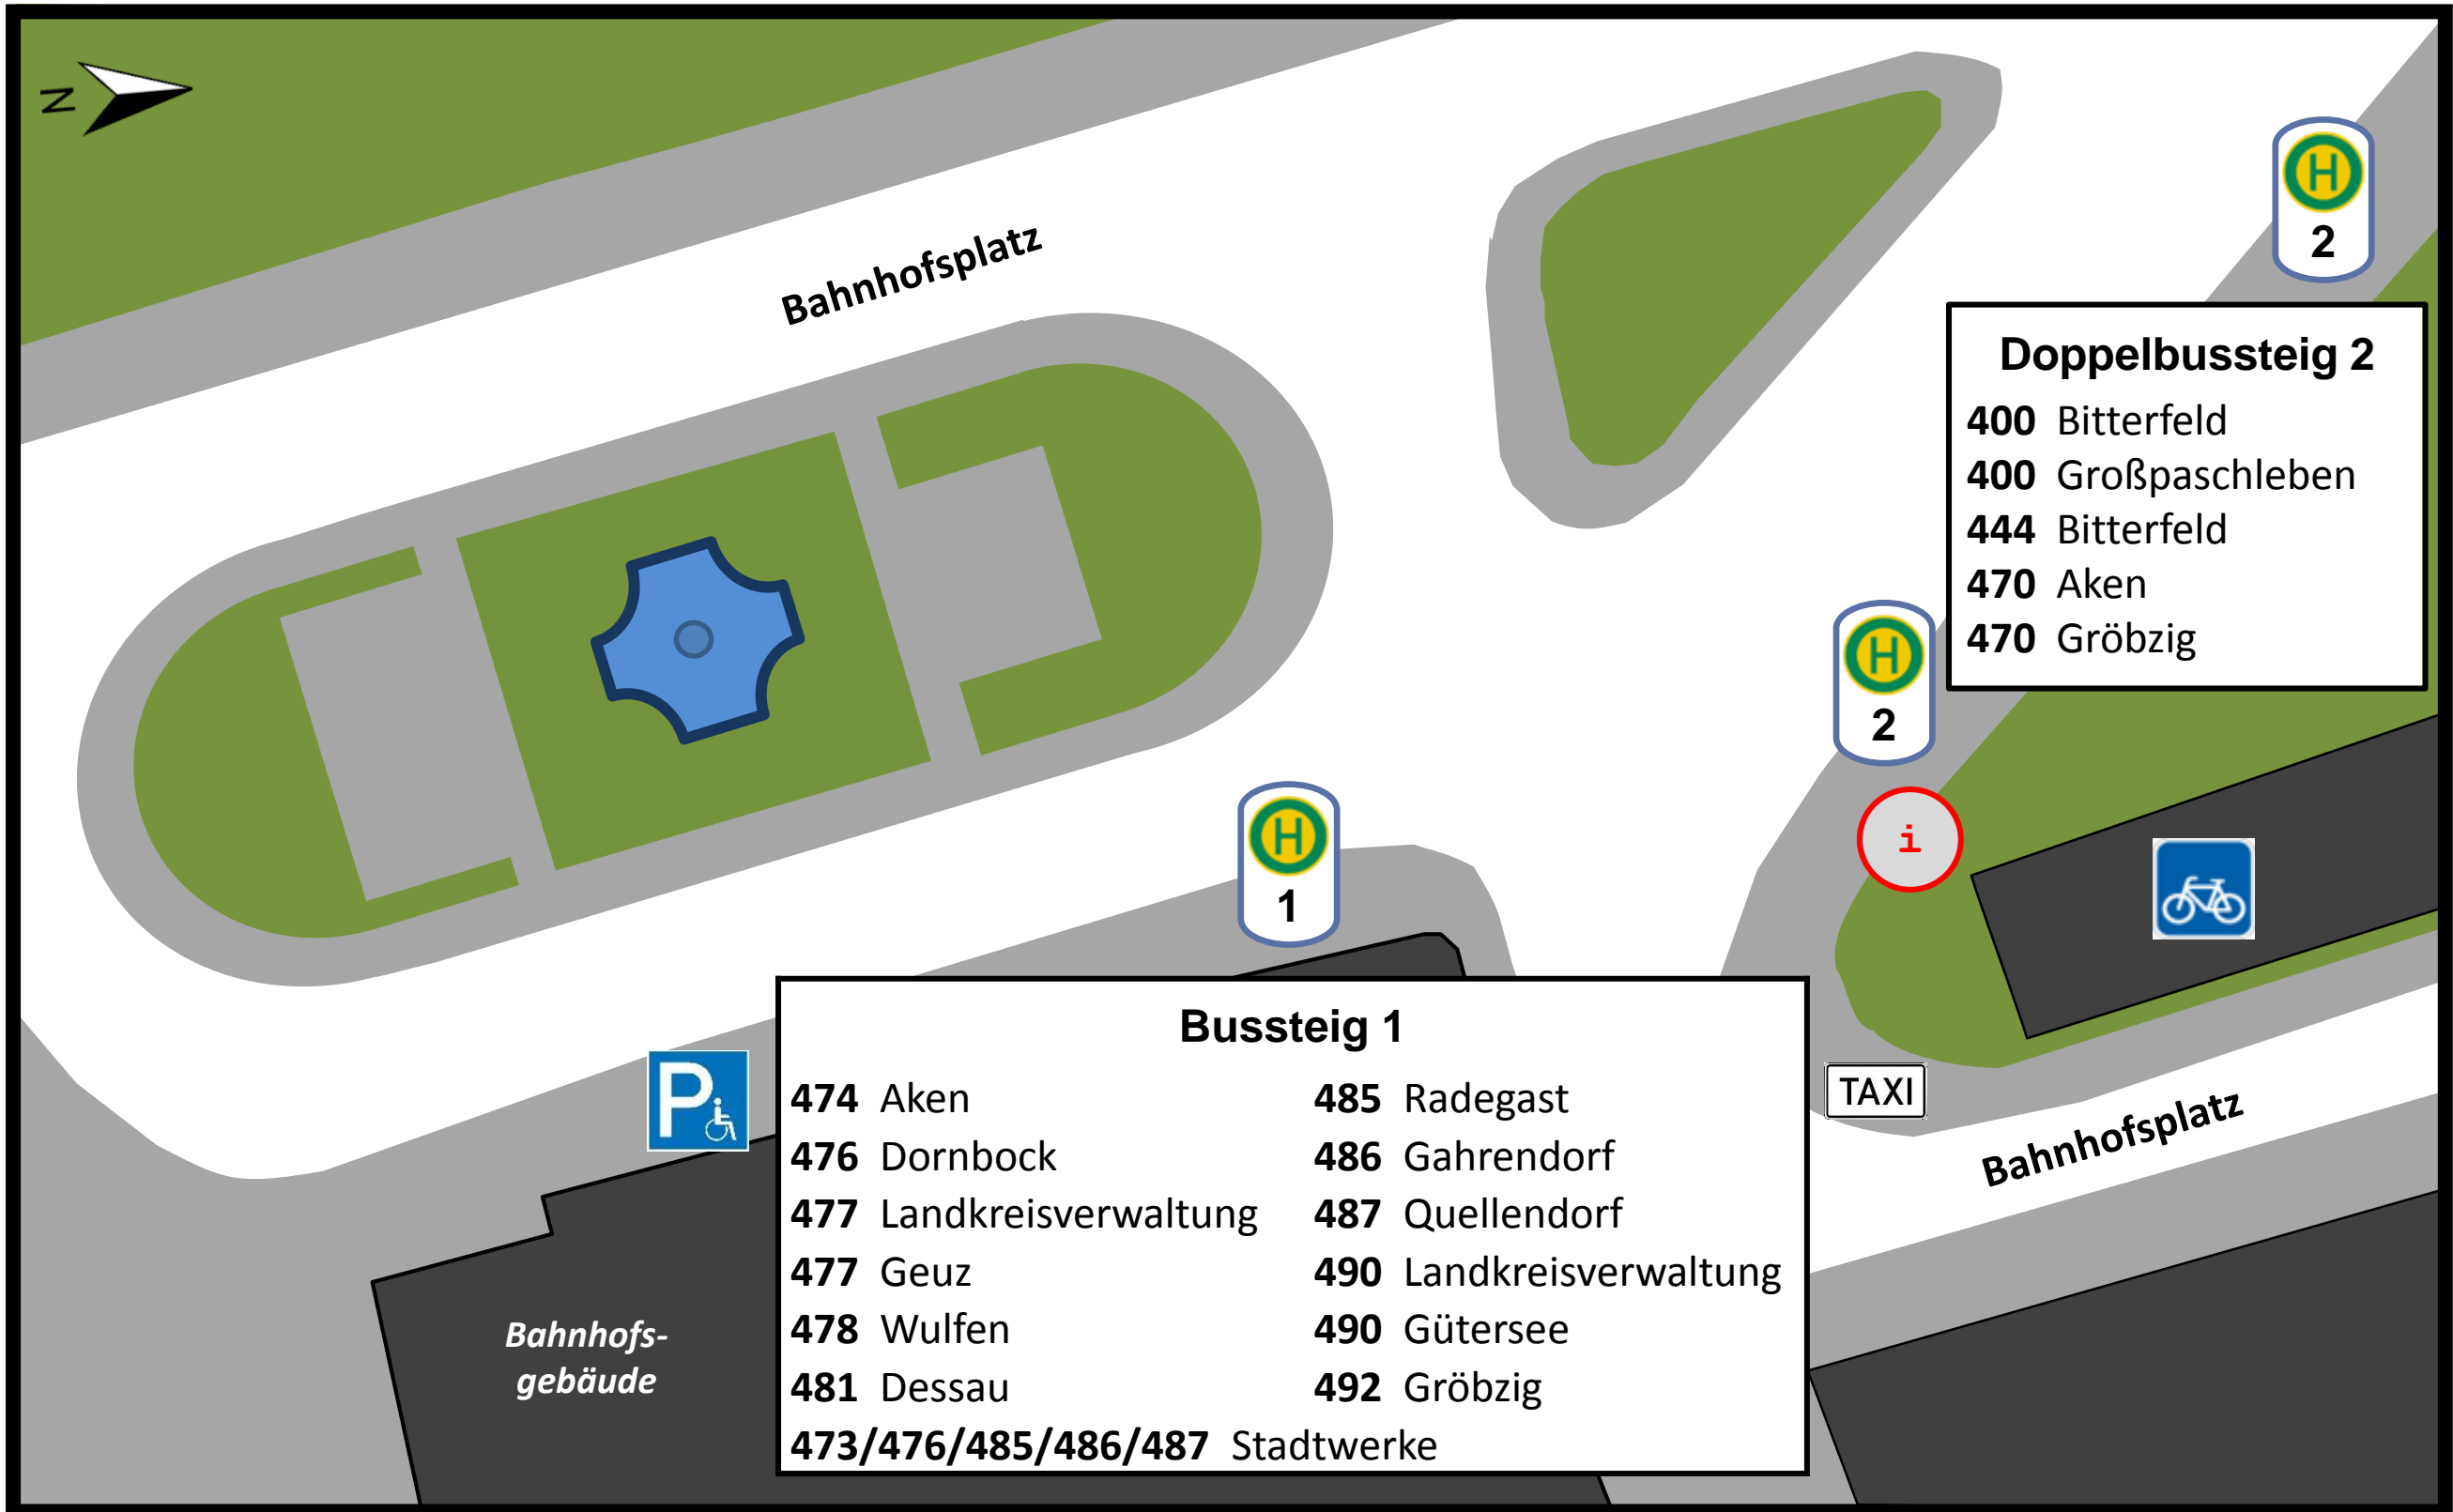 N
Bahnhofsplatz
H
2
Doppelbussteig 2
400 Bitterfeld
400 Großpaschleben
444 Bitterfeld
470 Aken
470 Gröbzig
H
2
H
1
i
Bussteig 1
474 Aken
476 Dornbock
477 Landkreisverwaltung
477 Geuz
478 Wulfen
481 Dessau
485 Radegast
486 Gahrendorf
487 Quellendorf
490 Landkreisverwaltung
490 Gütersee
492 Gröbzig
473/476/485/486/487 Stadtwerke
P
TAXI
Bahnhofsplatz
Bahnhofs-
gebäude